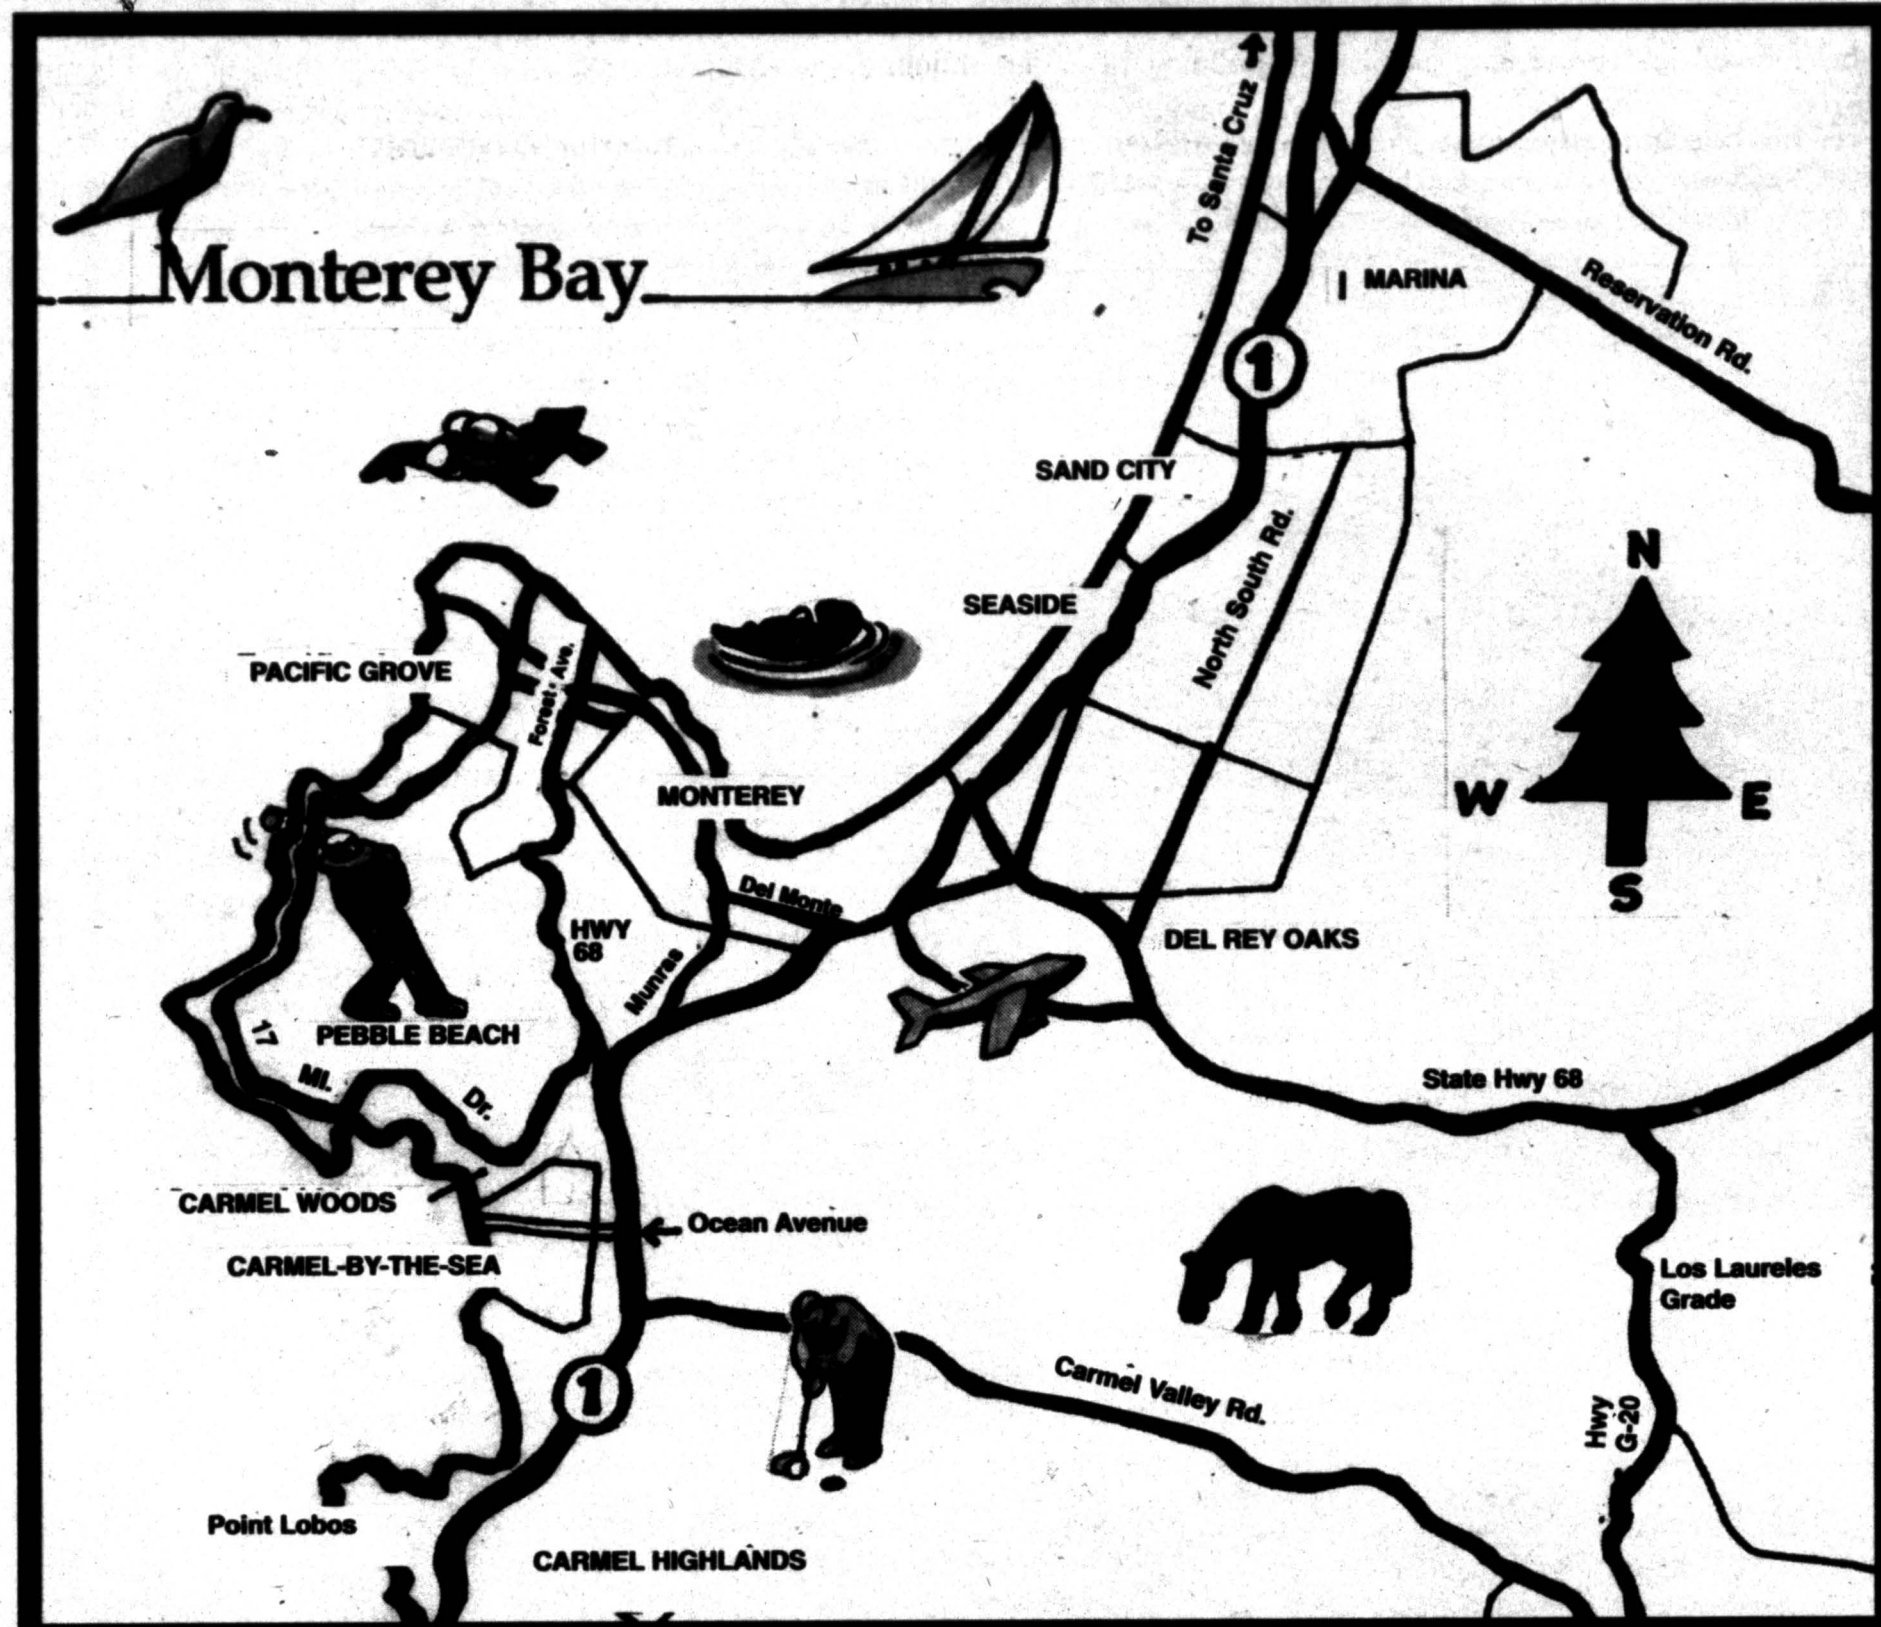 To Santa Cruz
Monterey Bay
MARINA
Reservation Rd.
1
SAND CITY
North South Rd.
SEASIDE
N
W
E
S
PACIFIC GROVE
Forest Ave.
MONTEREY
Del Monte
HWY
68
Munras
DEL REY OAKS
17
MI.
Dr.
PEBBLE BEACH
State Hwy 68
CARMEL WOODS
Ocean Avenue
CARMEL-BY-THE-SEA
Los Laureles
Grade
1
Carmel Valley Rd.
Hwy
G-20
Point Lobos
CARMEL HIGHLANDS